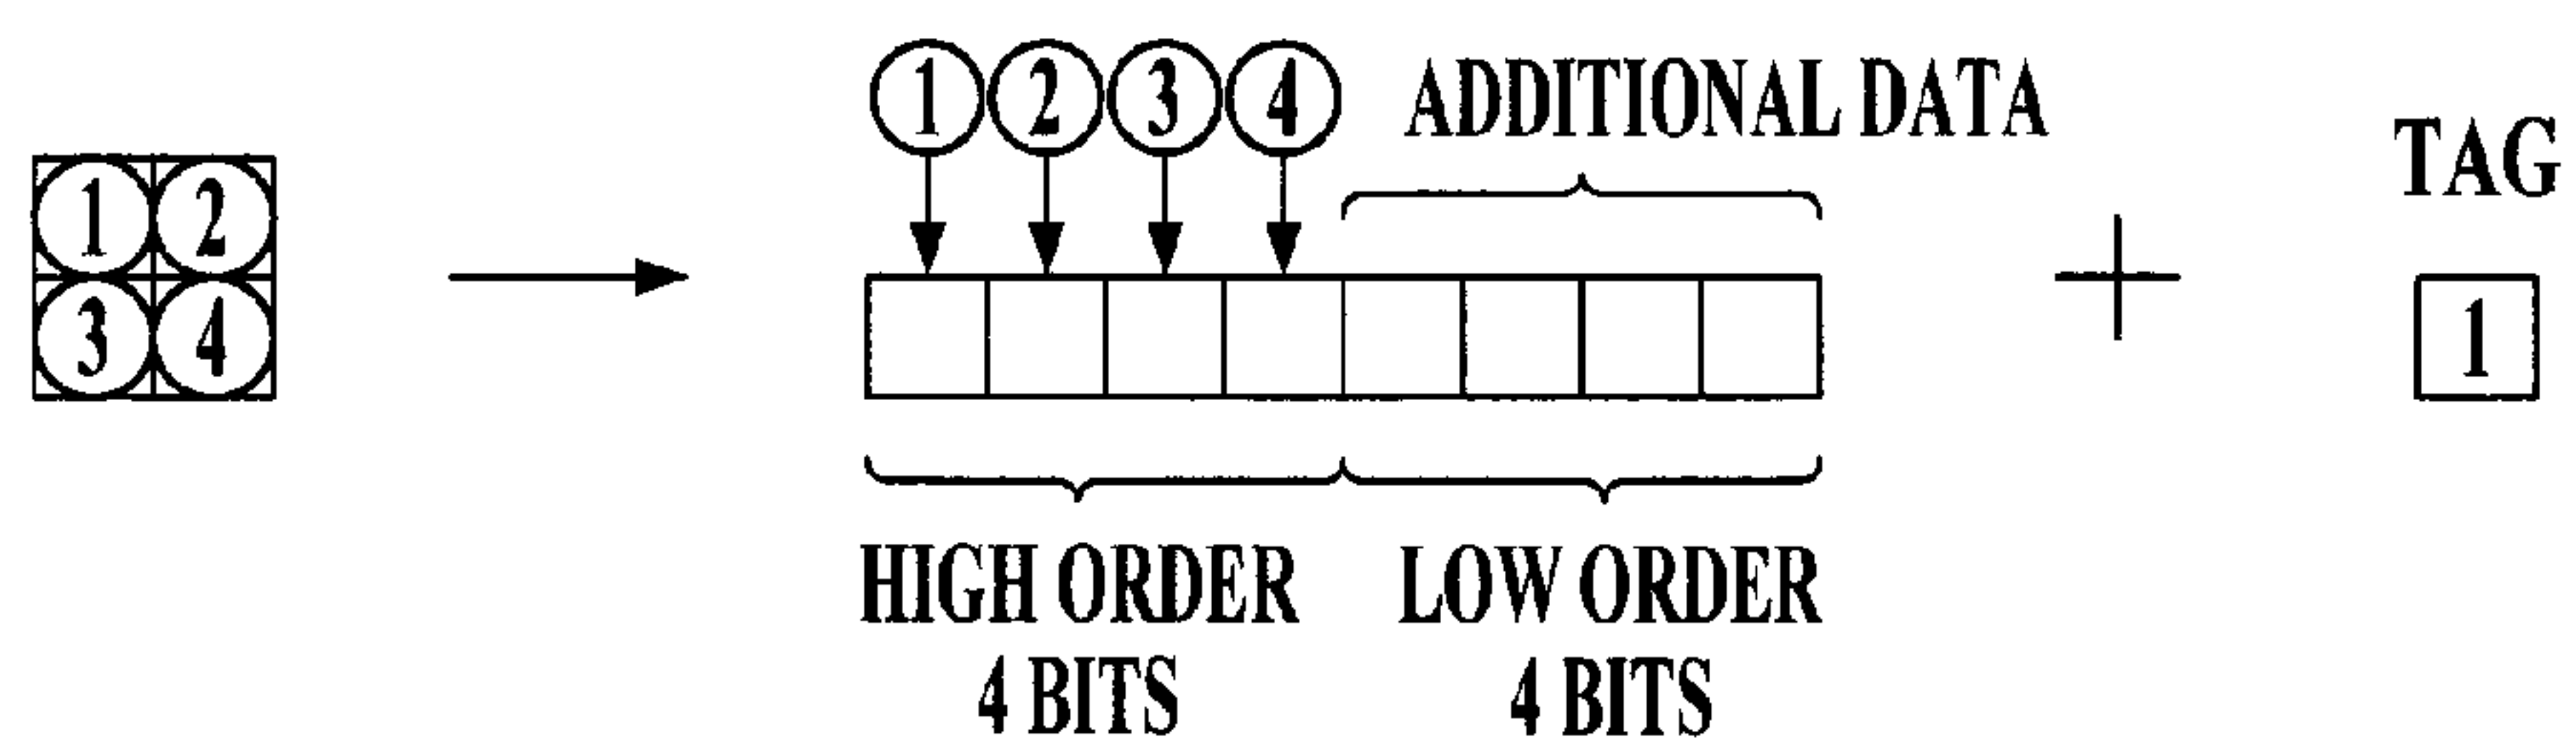 1 2 3 4 ADDITIONAL DATA
TAG
1 2
3 4
1
HIGH ORDER LOW ORDER
4 BITS 4 BITS